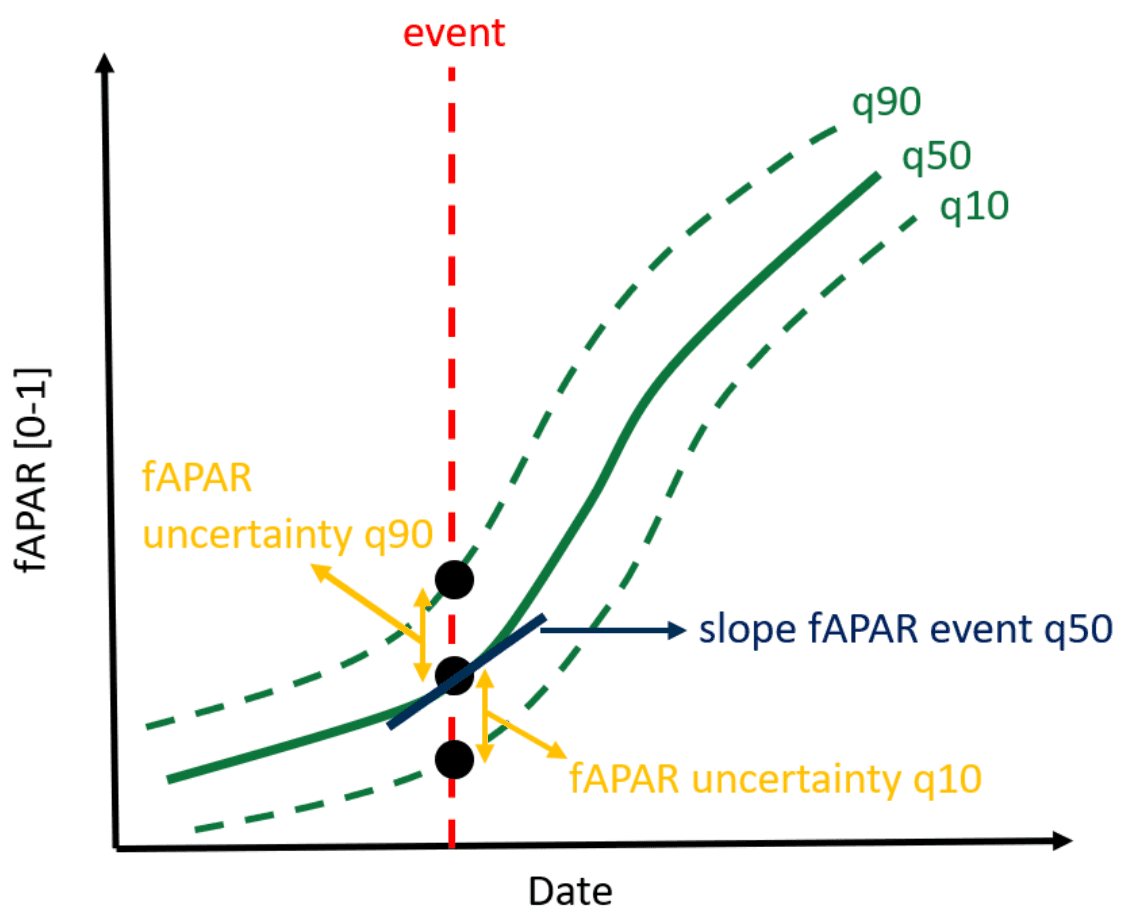 event
q90
q50
q10
fAPAR [0-1]
fAPAR
uncertainty q90
slope fAPAR event q50
fAPAR uncertainty q10
Date